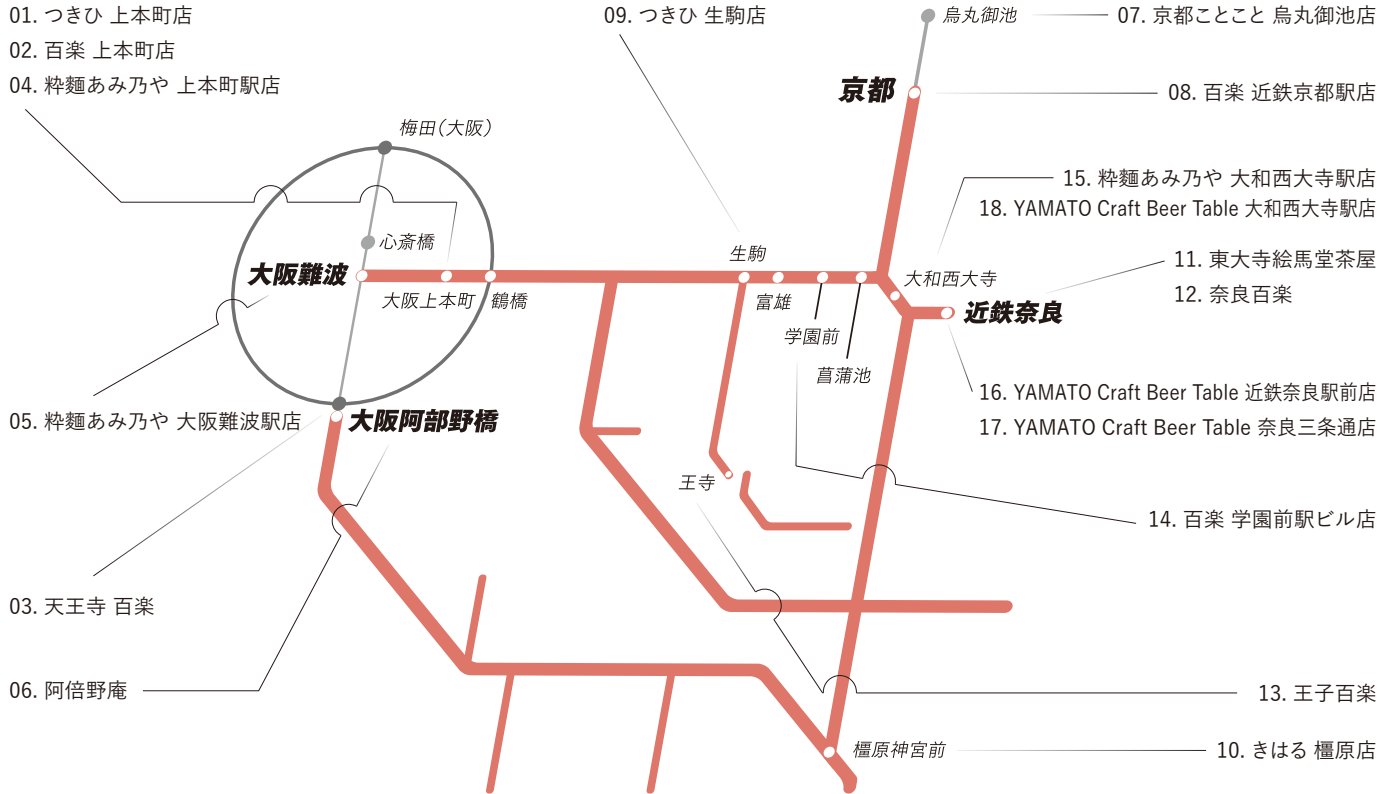 01. つきひ 上本町店
02. 百楽 上本町店
04. 粋麺あみ乃や 上本町駅店
09. つきひ 生駒店
烏丸御池
07. 京都ことこと 烏丸御池店
京都
08. 百楽 近鉄京都駅店
梅田(大阪)
15. 粋麺あみ乃や 大和西大寺駅店
18. YAMATO Craft Beer Table 大和西大寺駅店
心斎橋
生駒
大阪難波
大阪上本町
鶴橋
富雄
学園前
菖蒲池
大和西大寺
近鉄奈良
11. 東大寺絵馬堂茶屋
12. 奈良百楽
16. YAMATO Craft Beer Table 近鉄奈良駅前店
17. YAMATO Craft Beer Table 奈良三条通店
05. 粋麺あみ乃や 大阪難波駅店
大阪阿部野橋
王寺
14. 百楽 学園前駅ビル店
03. 天王寺 百楽
06. 阿倍野庵
13. 王子百楽
橿原神宮前
10. きはる 橿原店